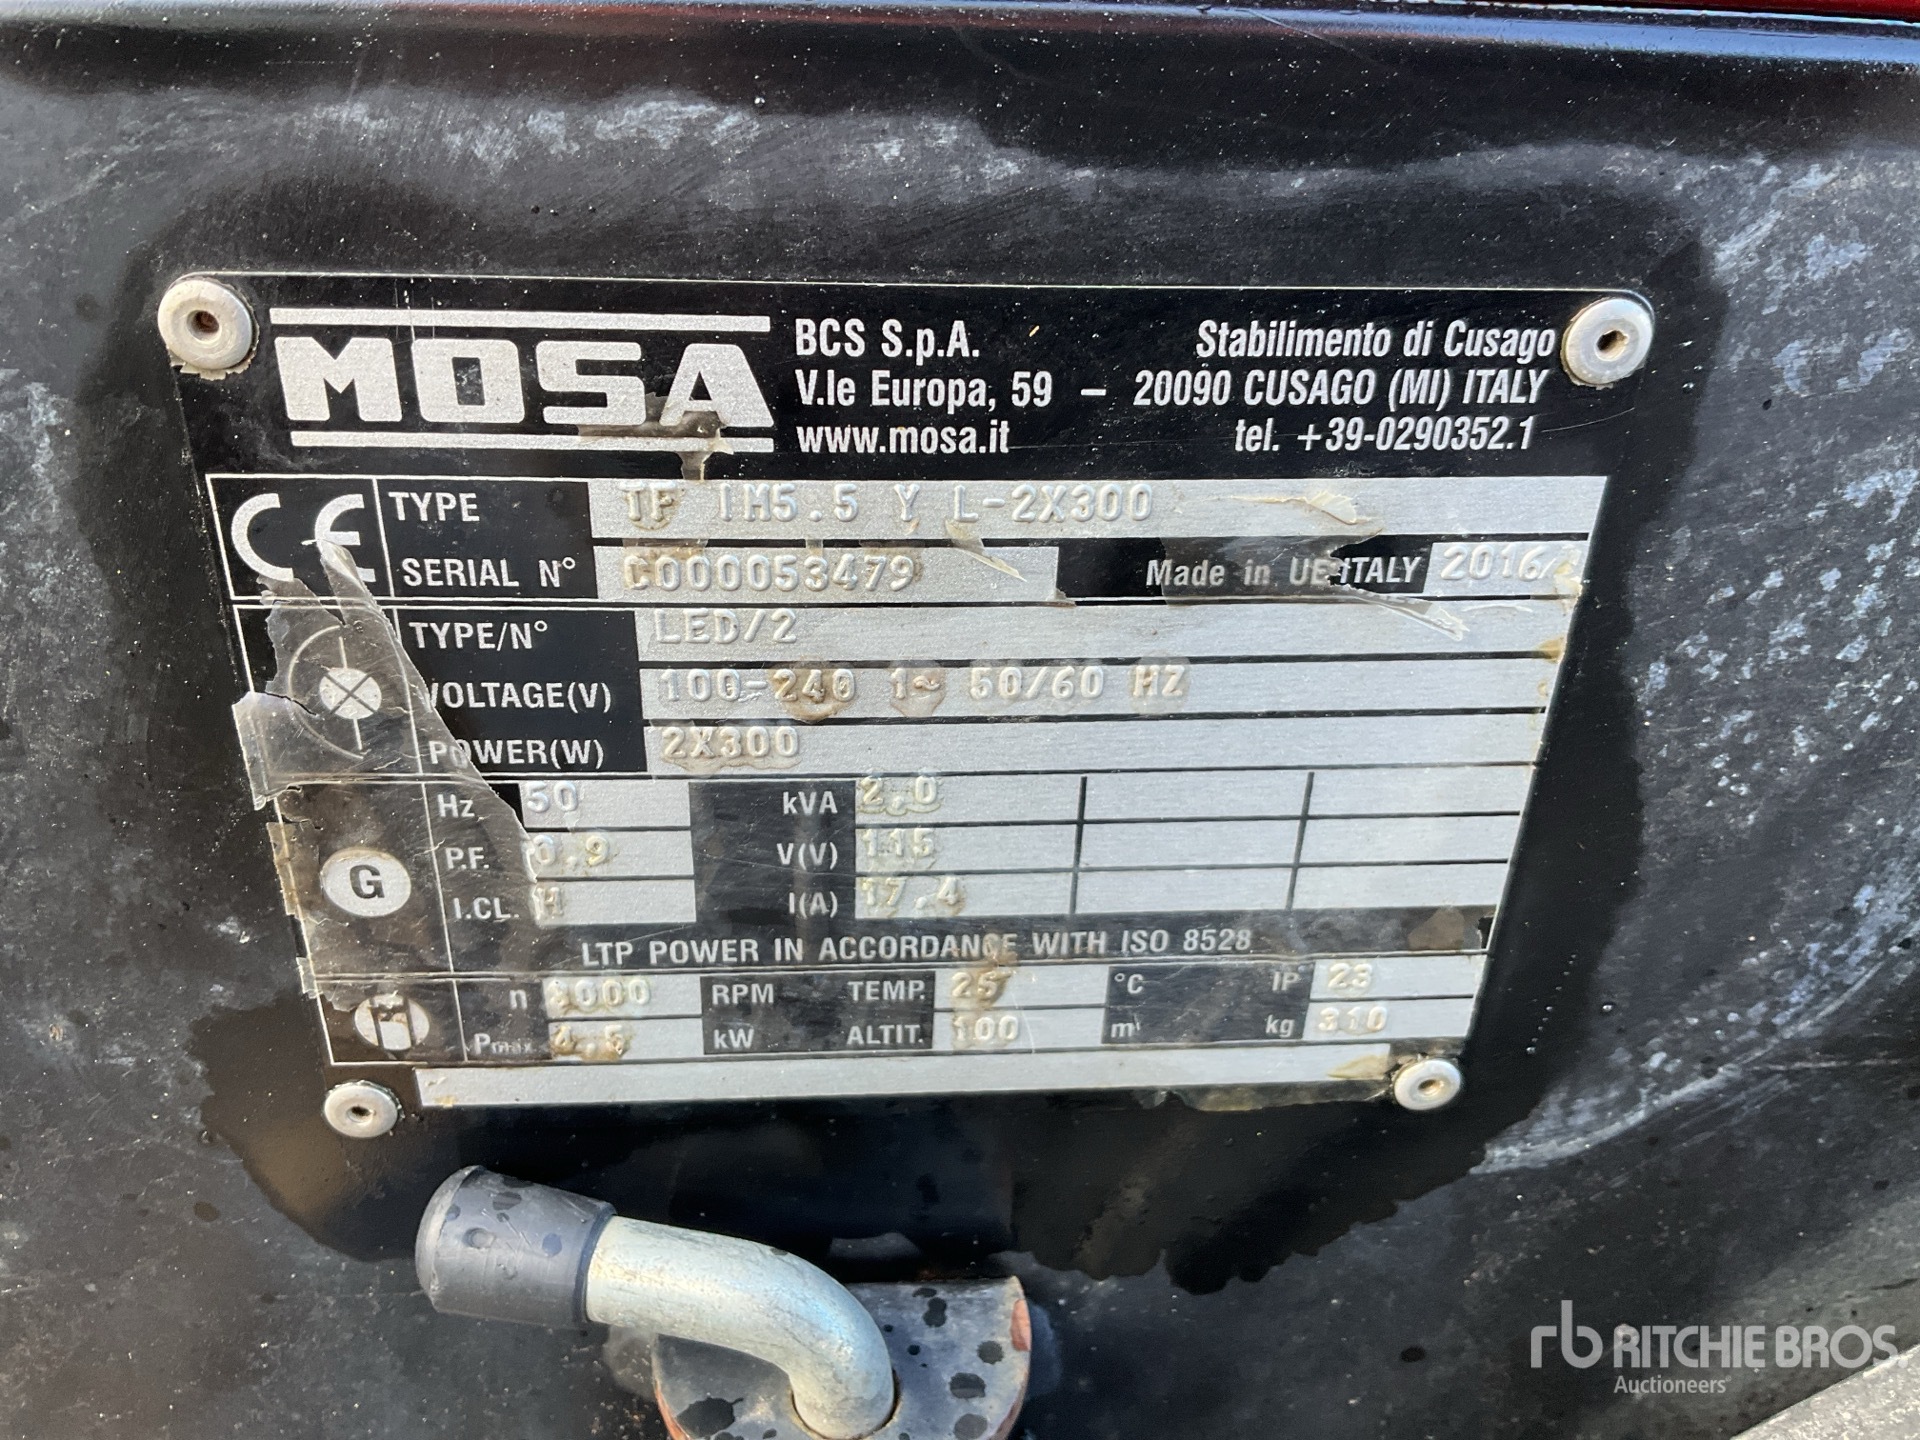 MOSA
BCS S.p.A. Stabilimento di Cusago
V.le Europa, 59 – 20090 CUSAGO (MI) ITALY
www.mosa.it tel. +39-0290352.1
CE TYPE TF IM5.5 Y L-2X300
SERIAL N° C000053479 Made in UE-ITALY 2016/
TYPE/N° LED/2
VOLTAGE(V) 100-240 1~ 50/60 HZ
POWER(W) 2X300
Hz 50 kVA 2.0
G P.F. 0.9 V(V) 115
I.CL. H I(A) 17.4
LTP POWER IN ACCORDANCE WITH ISO 8528
n RPM TEMP. 25 °C IP 23
M Pmax 4.5 kW ALTIT. 100 m kg 310
rb RITCHIE BROS.
Auctioneers